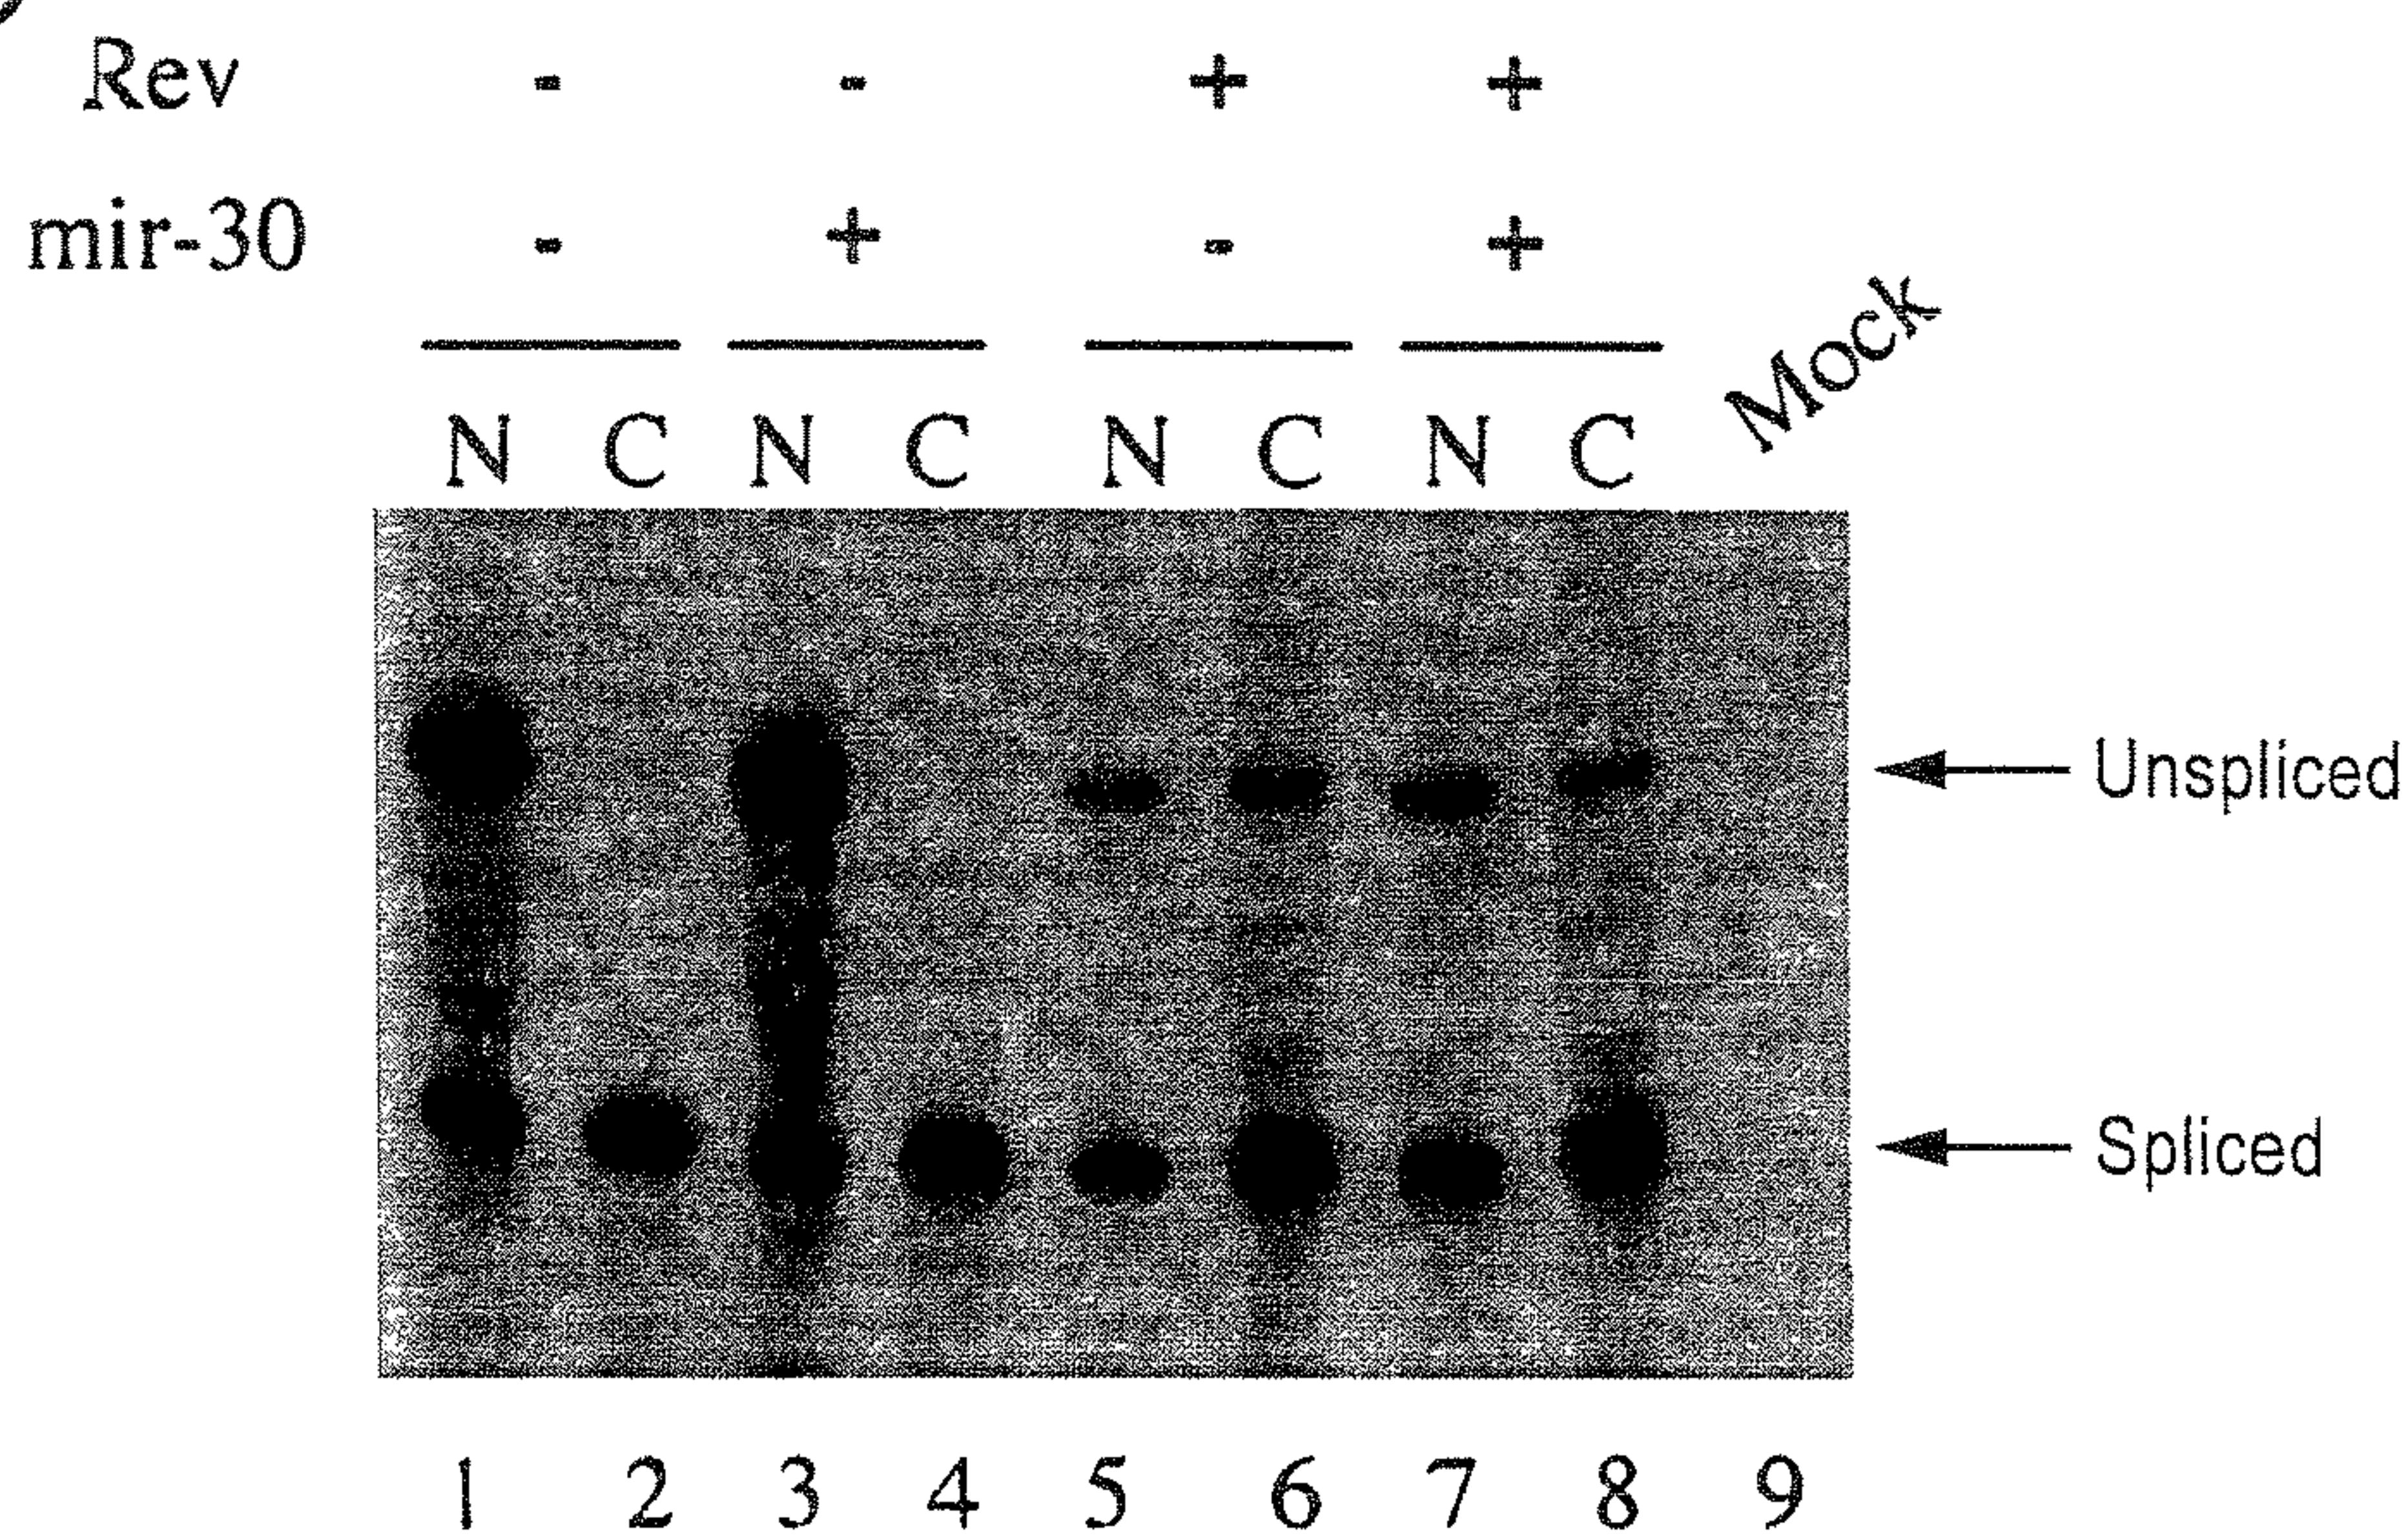 Rev - - + +
mir-30 - + - +
Mock
N C N C N C N C
Unspliced
Spliced
1 2 3 4 5 6 7 8 9